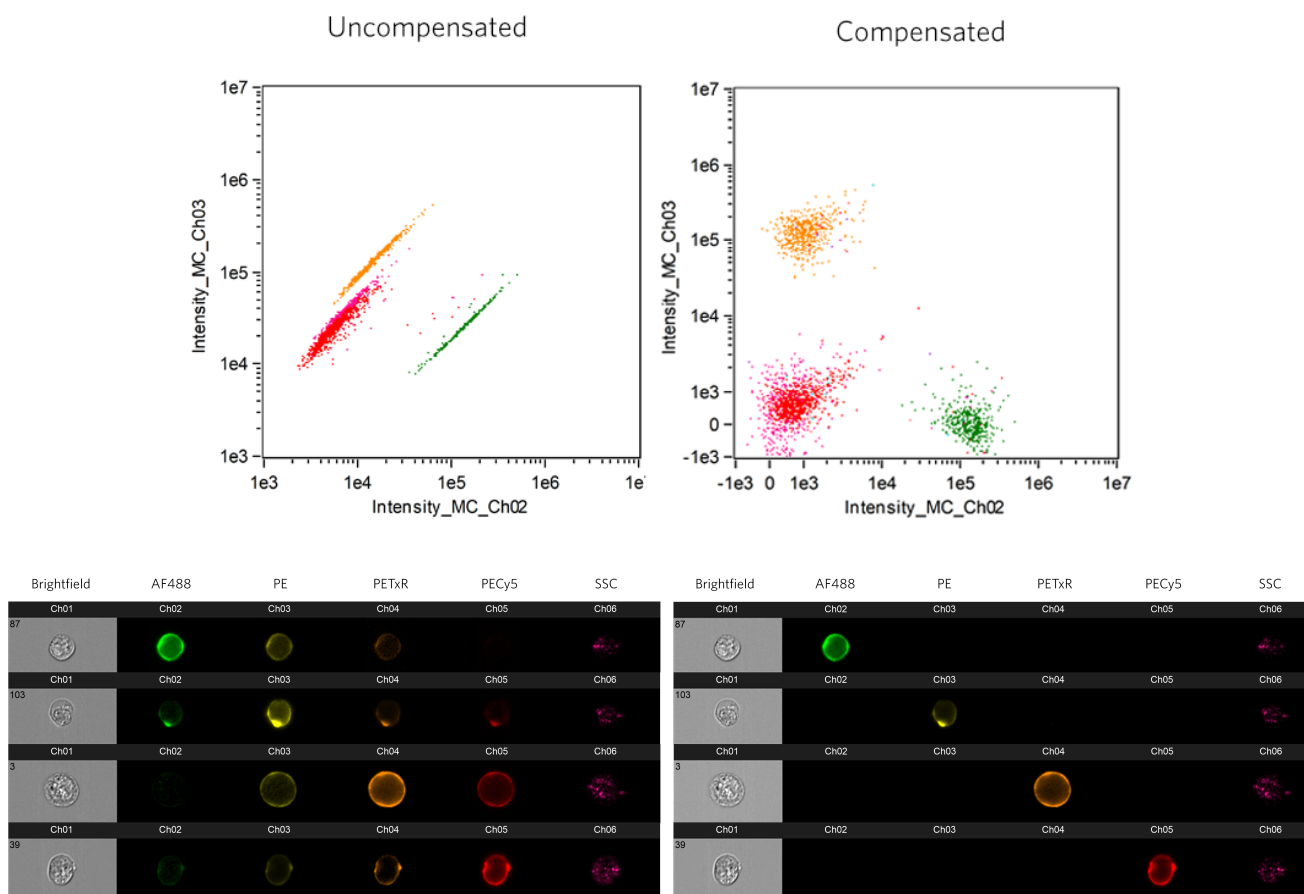 Uncompensated
Compensated
1e7
1e6
1e5
1e4
1e3
Intensity_MC_Ch03
1e3 1e4 1e5 1e6
Intensity_MC_Ch02
1e7
1e6
1e5
1e4
1e3
0
-1e3
Intensity_MC_Ch03
-1e3 0 1e3 1e4 1e5 1e6 1e7
Intensity_MC_Ch02
Brightfield AF488 PE PETxR PECy5 SSC
Ch01 Ch02 Ch03 Ch04 Ch05 Ch06
87
Ch01 Ch02 Ch03 Ch04 Ch05 Ch06
103
Ch01 Ch02 Ch03 Ch04 Ch05 Ch06
3
Ch01 Ch02 Ch03 Ch04 Ch05 Ch06
39
Brightfield AF488 PE PETxR PECy5 SSC
Ch01 Ch02 Ch03 Ch04 Ch05 Ch06
87
Ch01 Ch02 Ch03 Ch04 Ch05 Ch06
103
Ch01 Ch02 Ch03 Ch04 Ch05 Ch06
3
Ch01 Ch02 Ch03 Ch04 Ch05 Ch06
39